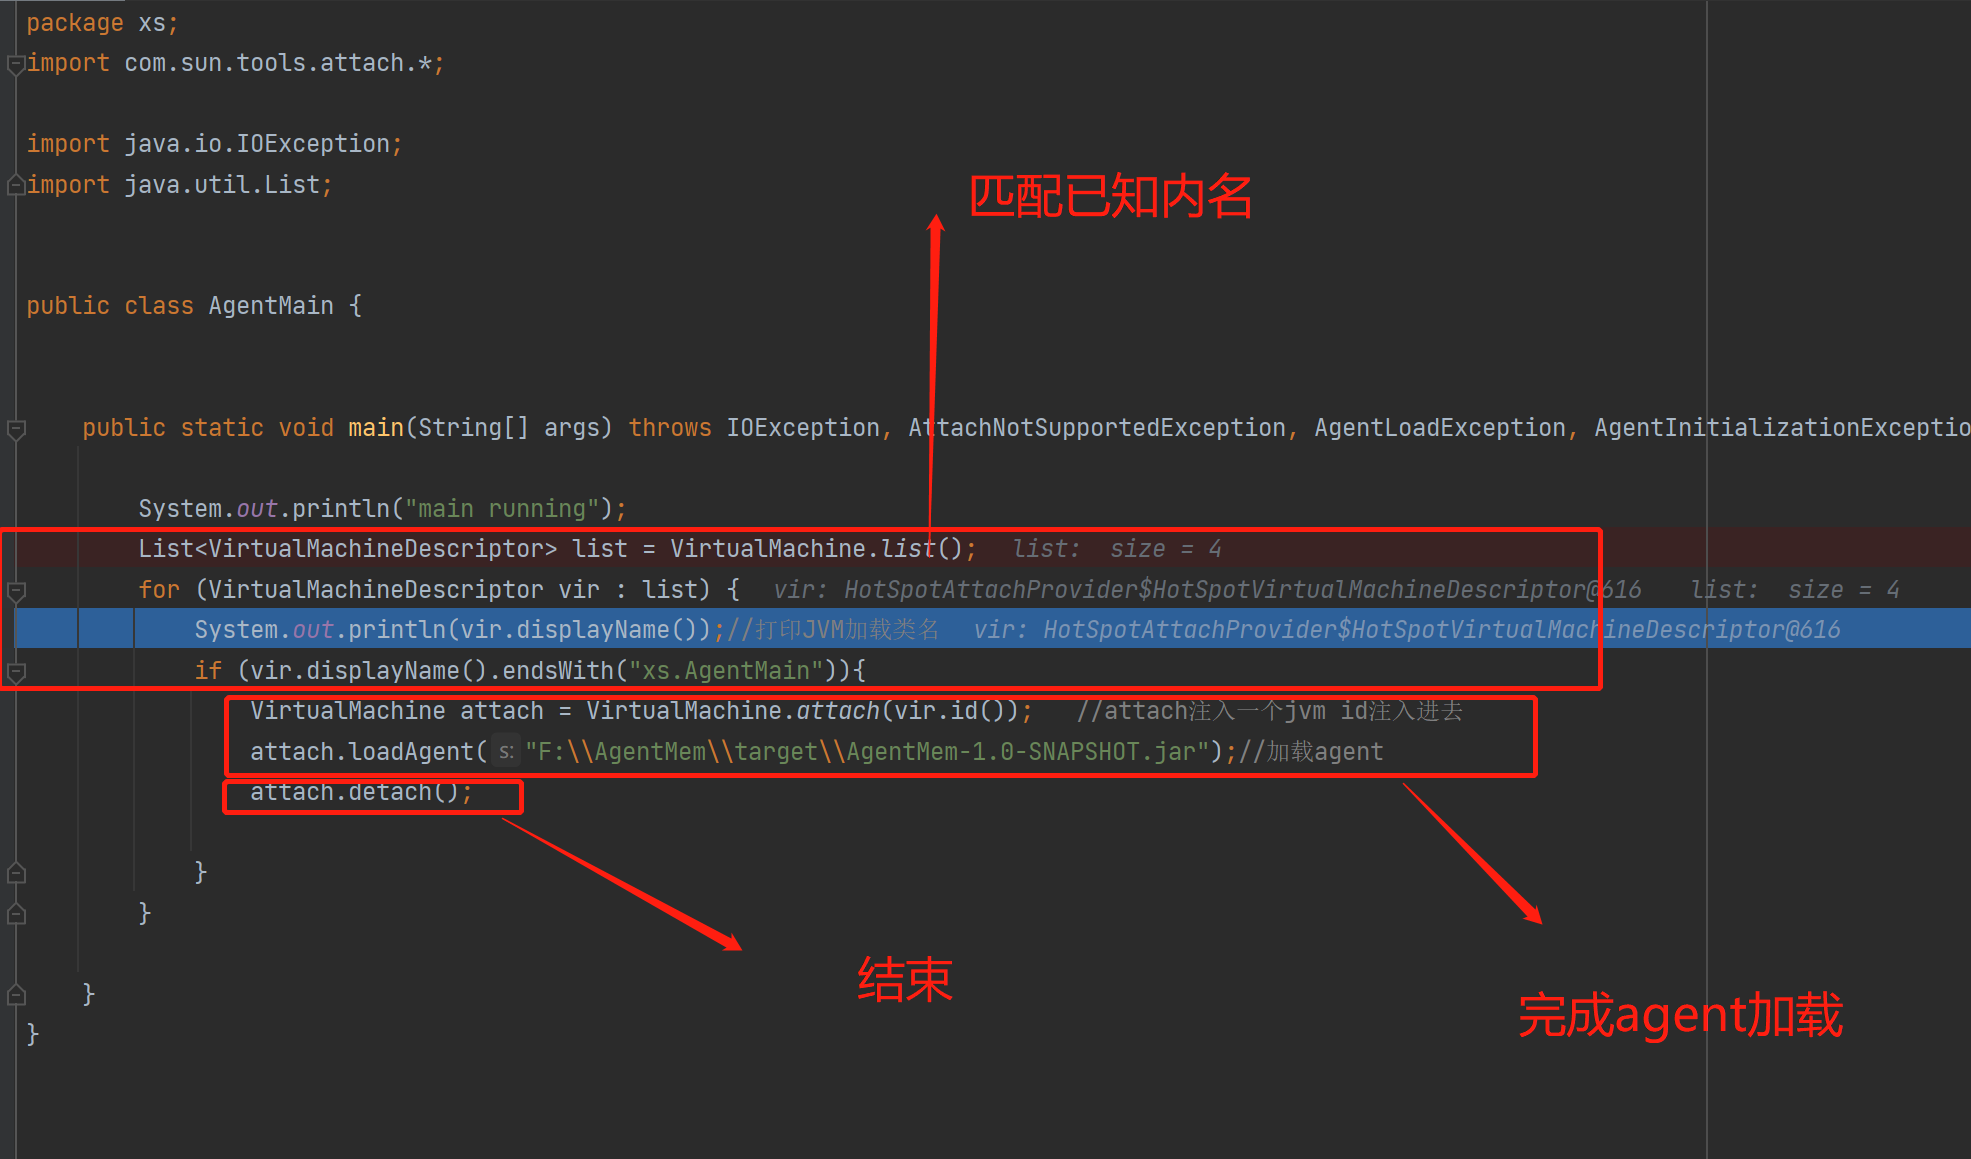 package xs;
import com.sun.tools.attach.*;
import java.io.IOException;
import java.util.List;
匹配已知内名
public class AgentMain {
public static void main(String[] args) throws IOException, AttachNotSupportedException, AgentLoadException, AgentInitializationExceptio
System.out.println("main running");
List<VirtualMachineDescriptor> list = VirtualMachine.list(); list: size = 4
for (VirtualMachineDescriptor vir : list) { vir: HotSpotAttachProvider$HotSpotVirtualMachineDescriptor@616 list: size = 4
System.out.println(vir.displayName());//打印JVM加载类名 vir: HotSpotAttachProvider$HotSpotVirtualMachineDescriptor@616
if (vir.displayName().endsWith("xs.AgentMain")){
VirtualMachine attach = VirtualMachine.attach(vir.id()); //attach注入一个jvm id注入进去
attach.loadAgent( s: "F:\\AgentMem\\target\\AgentMem-1.0-SNAPSHOT.jar");//加载agent
attach.detach();
}
}
结束
完成agent加载
}
}